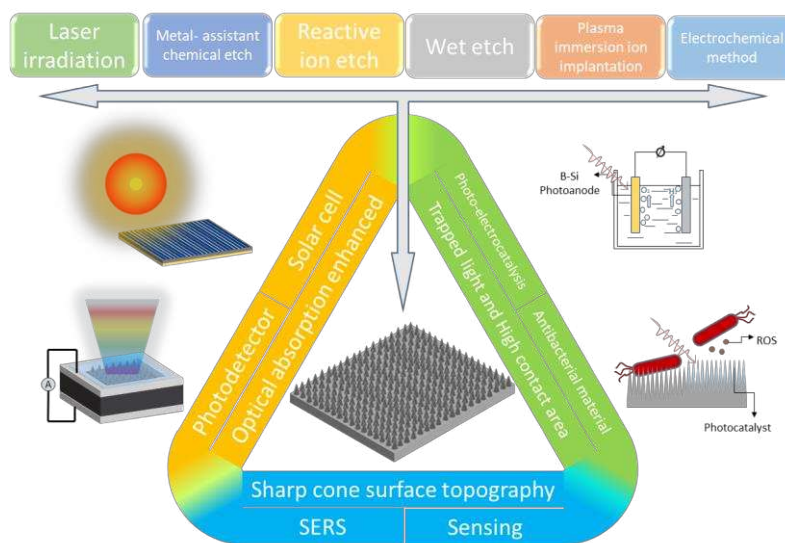 Laser
irradiation
Metal- assistant
chemical etch
Reactive
ion etch
Wet etch
Plasma
immersion ion
implantation
Electrochemical
method
Solar cell
Photodetector
Optical absorption enhanced
Photo-electrocatalysis
Antibacterial material
Trapped light and High contact area
B-Si
Photoanode
A
ROS
Photocatalyst
Sharp cone surface topography
SERS
Sensing